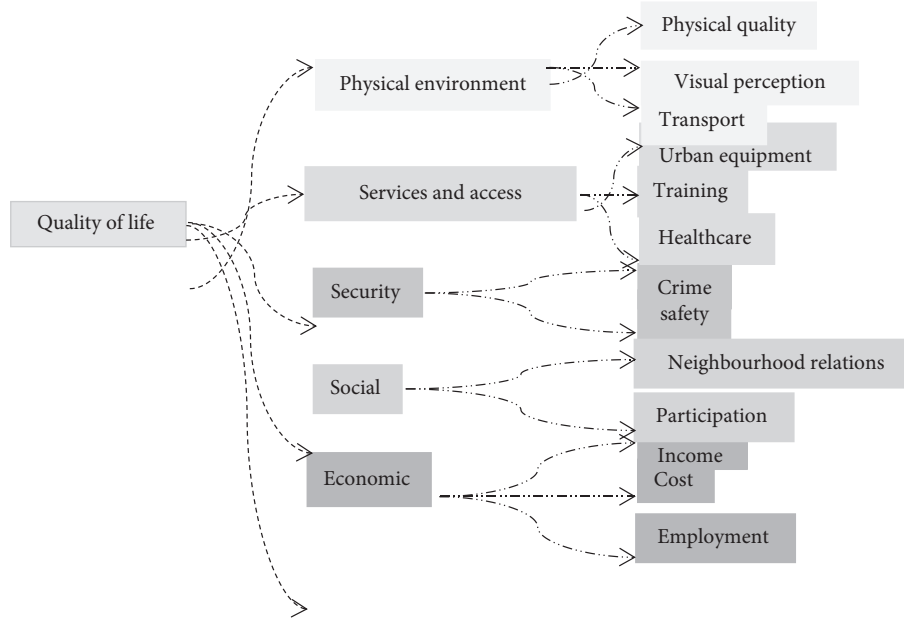 Quality of life
Physical environment
Services and access
Security
Social
Economic
Physical quality
Visual perception
Transport
Urban equipment
Training
Healthcare
Crime
safety
Neighbourhood relations
Participation
Income
Cost
Employment